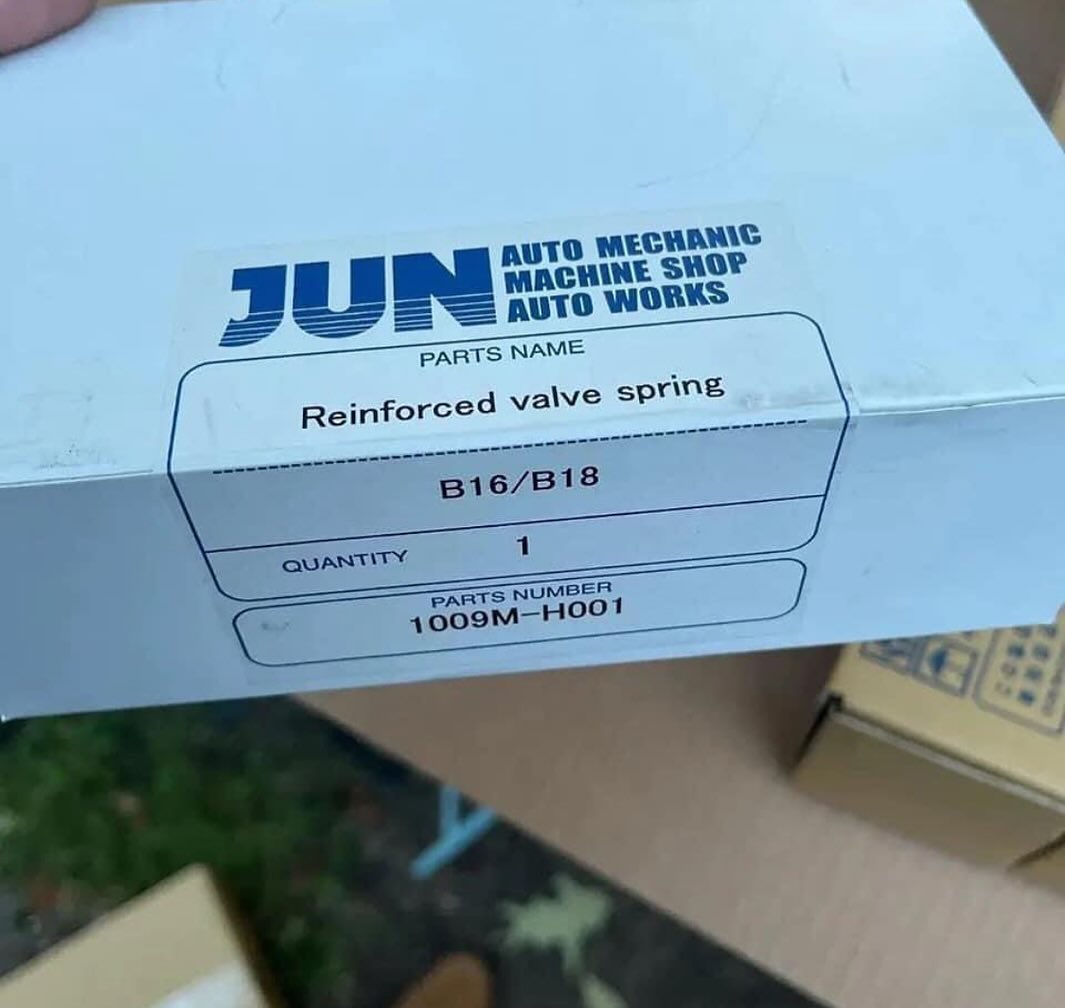 JUN
AUTO MECHANIC
MACHINE SHOP
AUTO WORKS
PARTS NAME
Reinforced valve spring
B16/B18
QUANTITY 1
PARTS NUMBER
1009M-H001